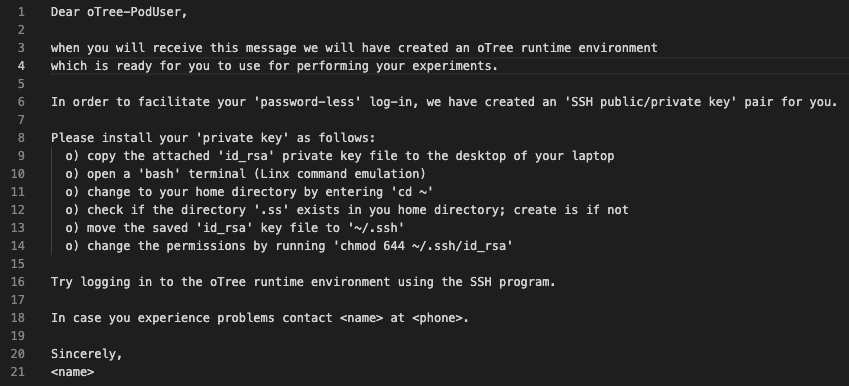 1 Dear oTree-PodUser,
2
3 when you will receive this message we will have created an oTree runtime environment
4 which is ready for you to use for performing your experiments.
5
6 In order to facilitate your 'password-less' log-in, we have created an 'SSH public/private key' pair for you.
7
8 Please install your 'private key' as follows:
9 o) copy the attached 'id_rsa' private key file to the desktop of your laptop
10 o) open a 'bash' terminal (Linx command emulation)
11 o) change to your home directory by entering 'cd ~'
12 o) check if the directory '.ss' exists in you home directory; create is if not
13 o) move the saved 'id_rsa' key file to '~/.ssh'
14 o) change the permissions by running 'chmod 644 ~/.ssh/id_rsa'
15
16 Try logging in to the oTree runtime environment using the SSH program.
17
18 In case you experience problems contact <name> at <phone>.
19
20 Sincerely,
21 <name>